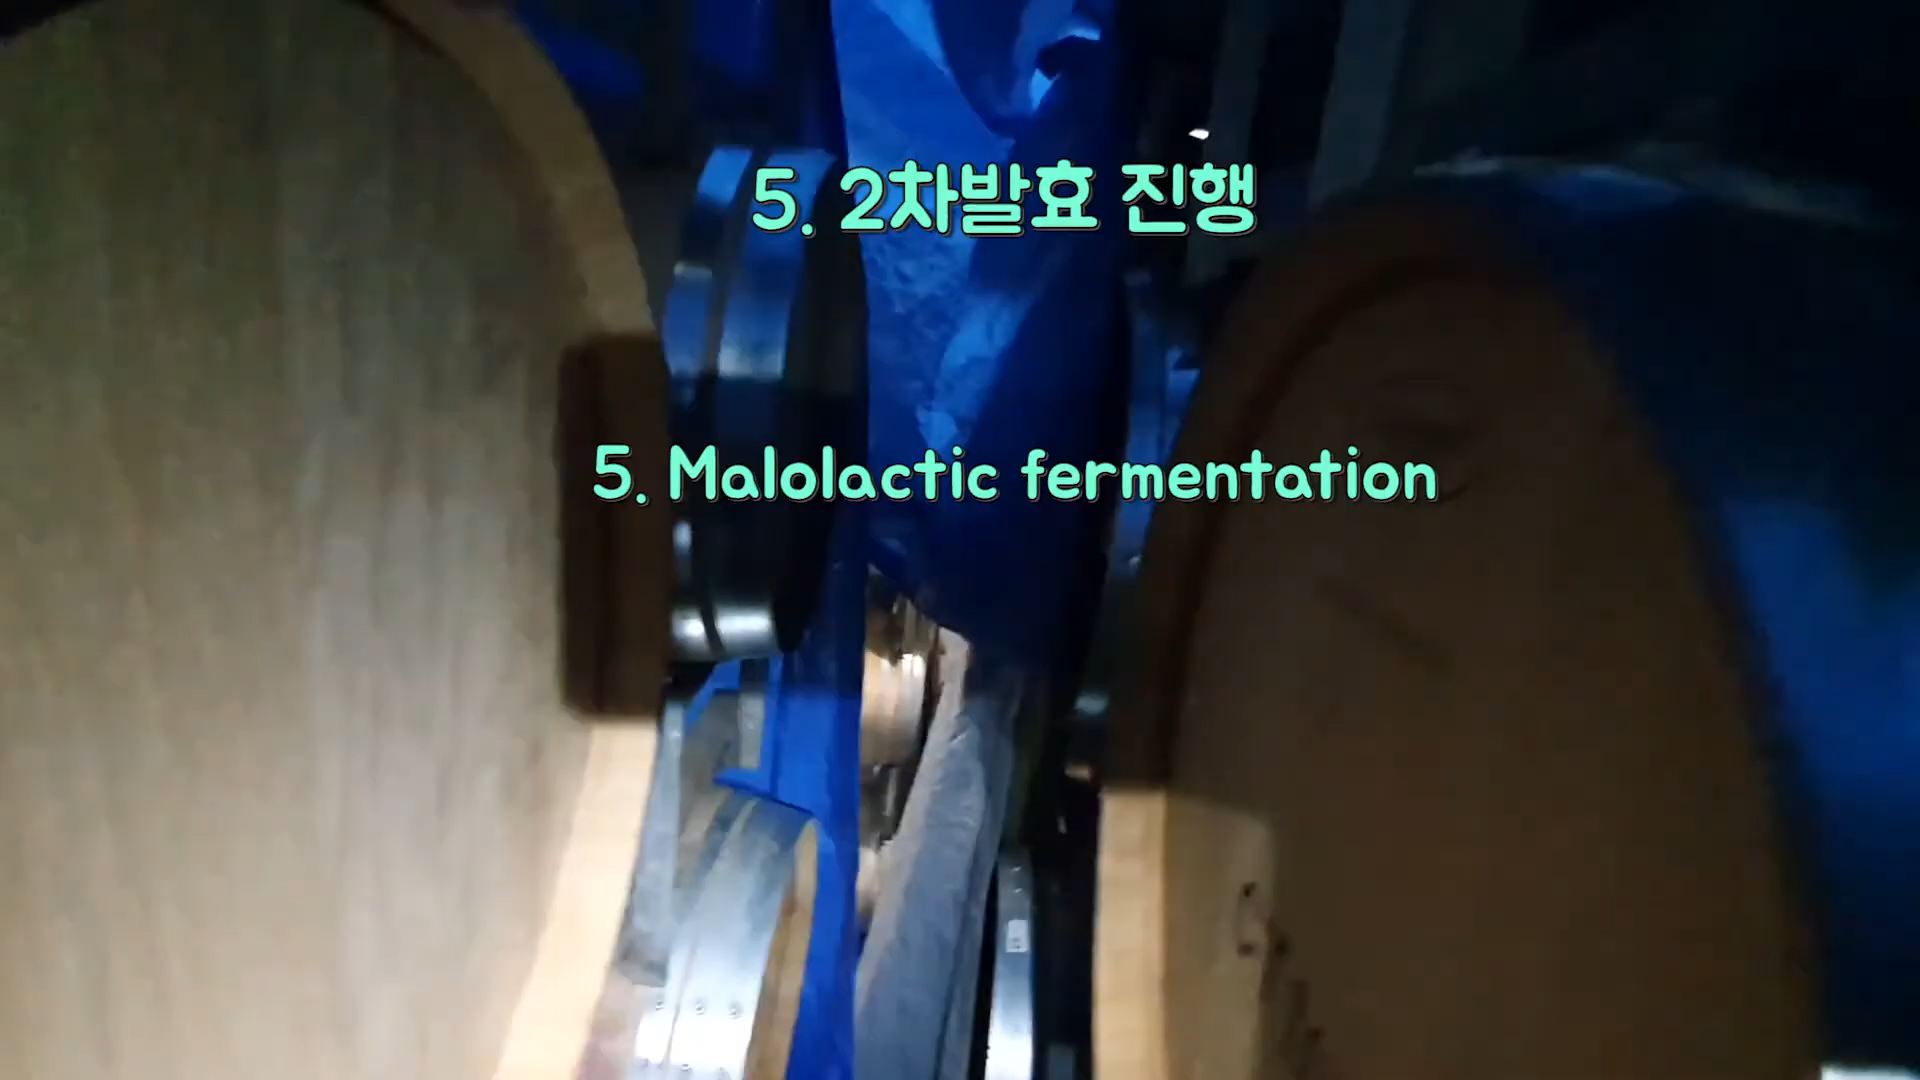 5. 2차발효 진행
5. Malolactic fermentation